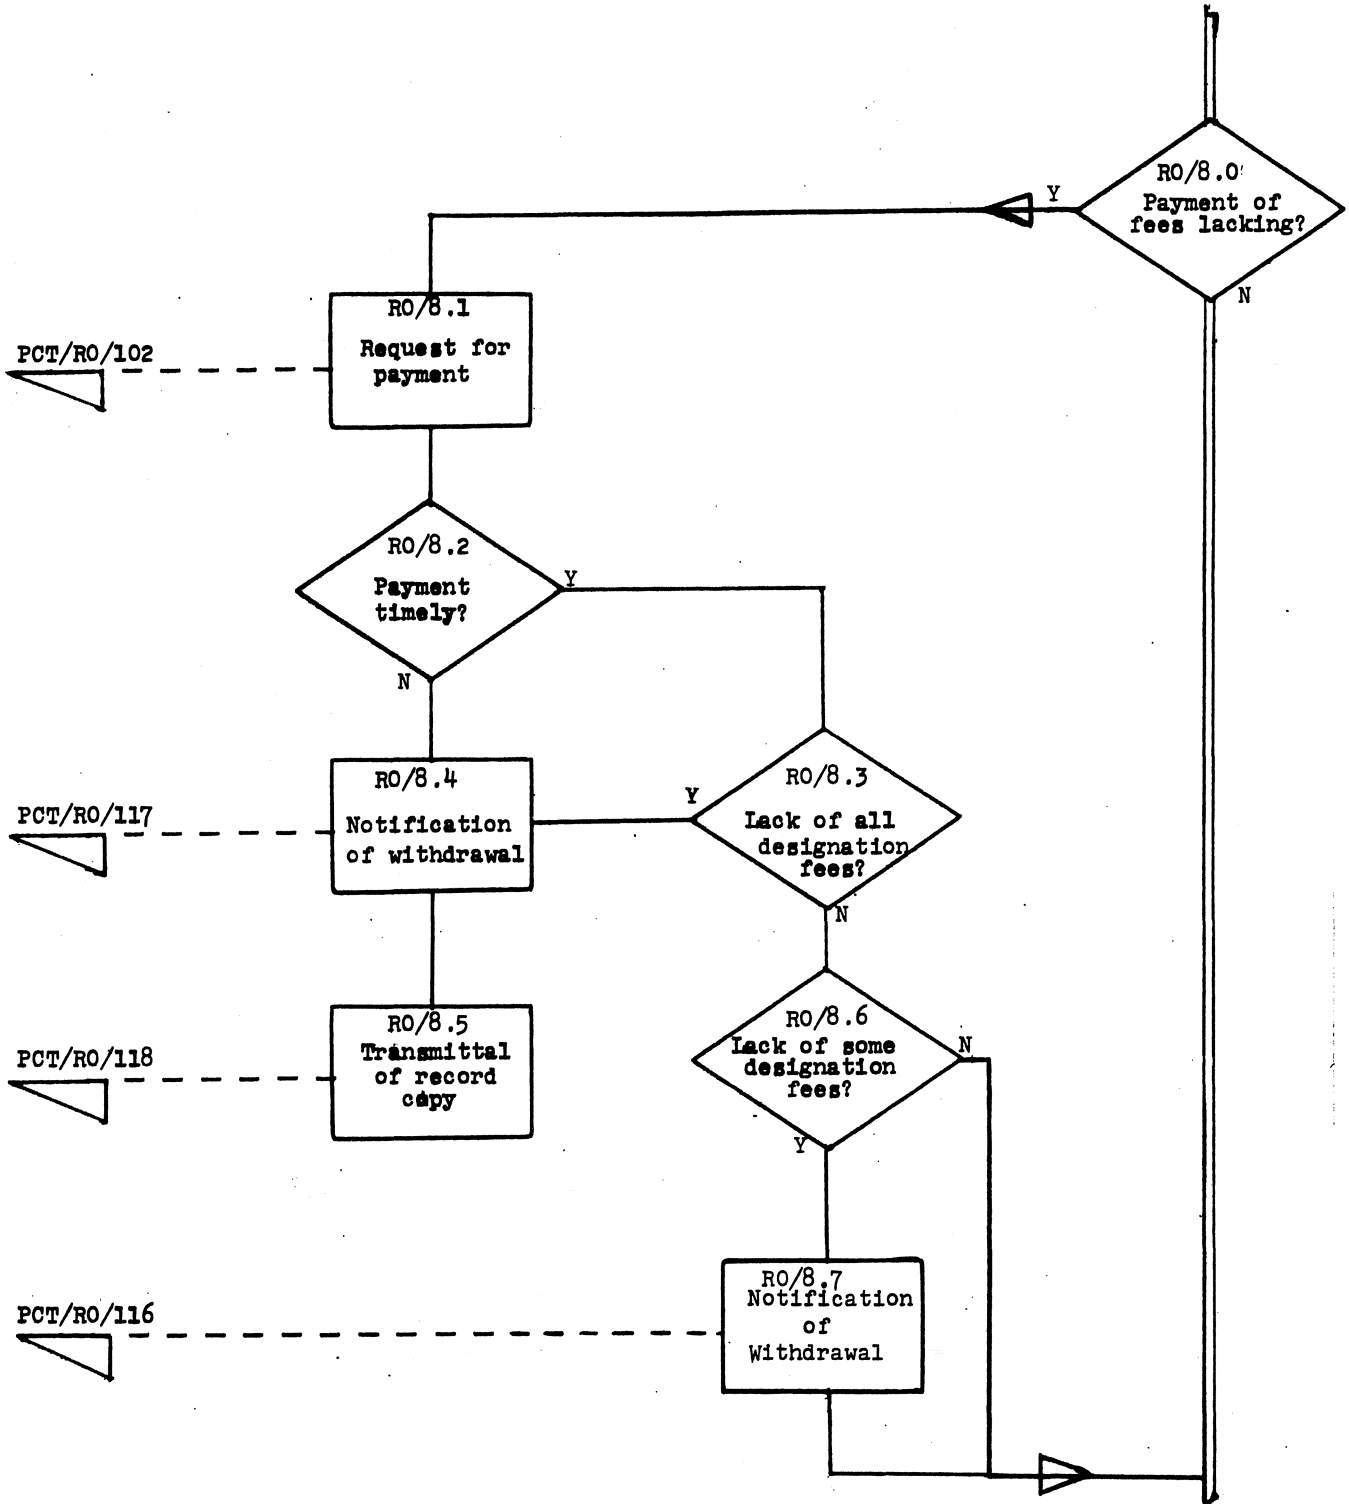 RO/8.0
Payment of
fees lacking?
Y
N
RO/8.1
Request for
payment
PCT/RO/102
RO/8.2
Payment
timely?
Y
N
RO/8.4
Notification
of withdrawal
PCT/RO/117
RO/8.3
Lack of all
designation
fees?
Y
N
RO/8.5
Transmittal
of record
copy
PCT/RO/118
RO/8.6
Lack of some
designation
fees?
N
Y
RO/8.7
Notification
of
Withdrawal
PCT/RO/116